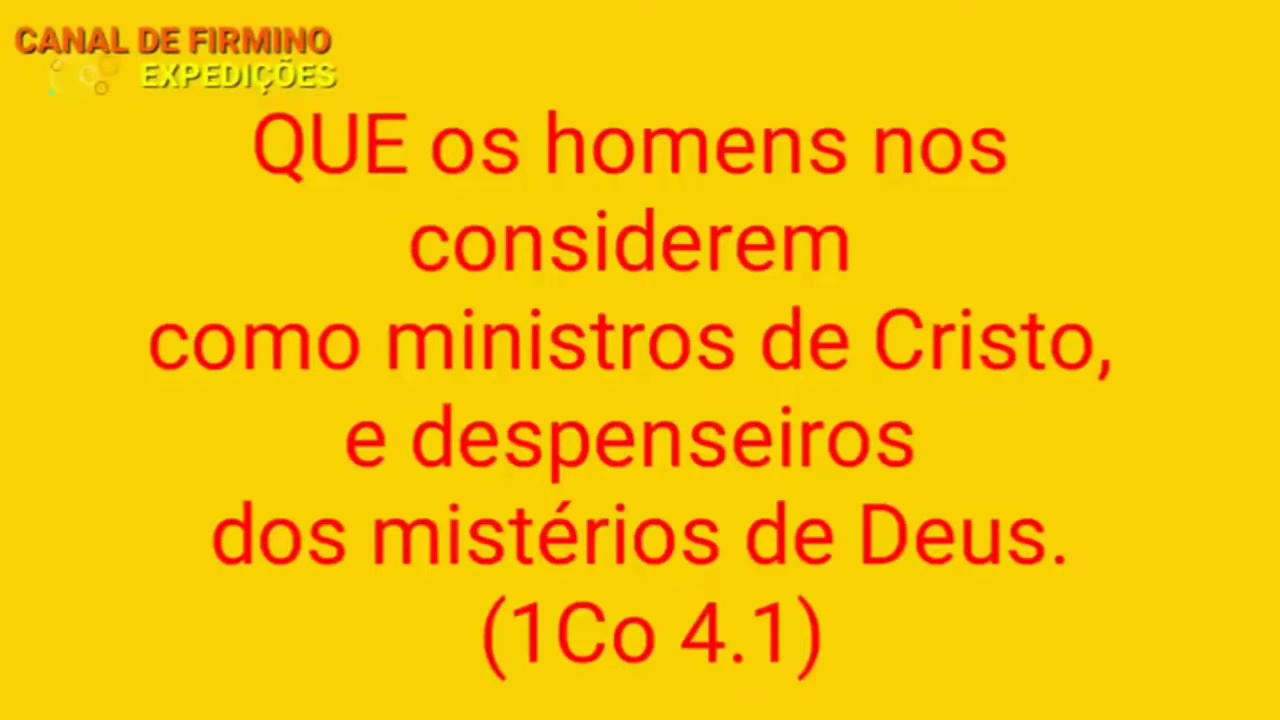 CANAL DE FIRMINO
EXPEDIÇÕES
QUE os homens nos
considerem
como ministros de Cristo,
e despenseiros
dos mistérios de Deus.
(1Co 4.1)